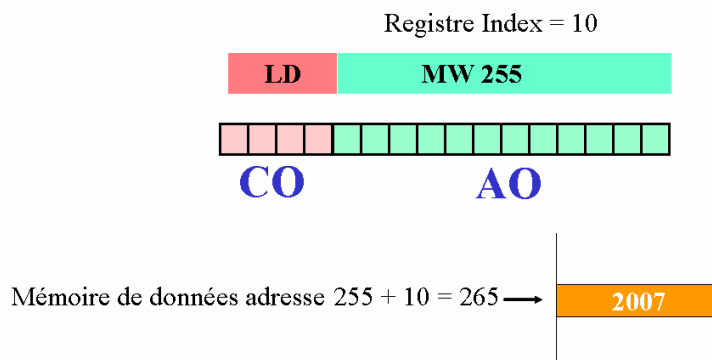 Registre Index = 10
LD MW 255
CO AO
Mémoire de données adresse 255 + 10 = 265 2007